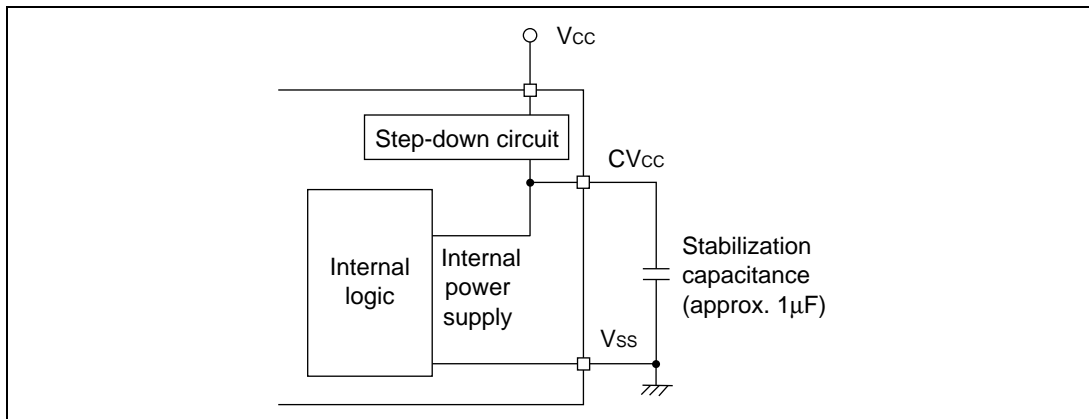 Vcc
Step-down circuit
CVcc
Internal
logic
Internal
power
supply
Stabilization
capacitance
(approx. 1μF)
Vss